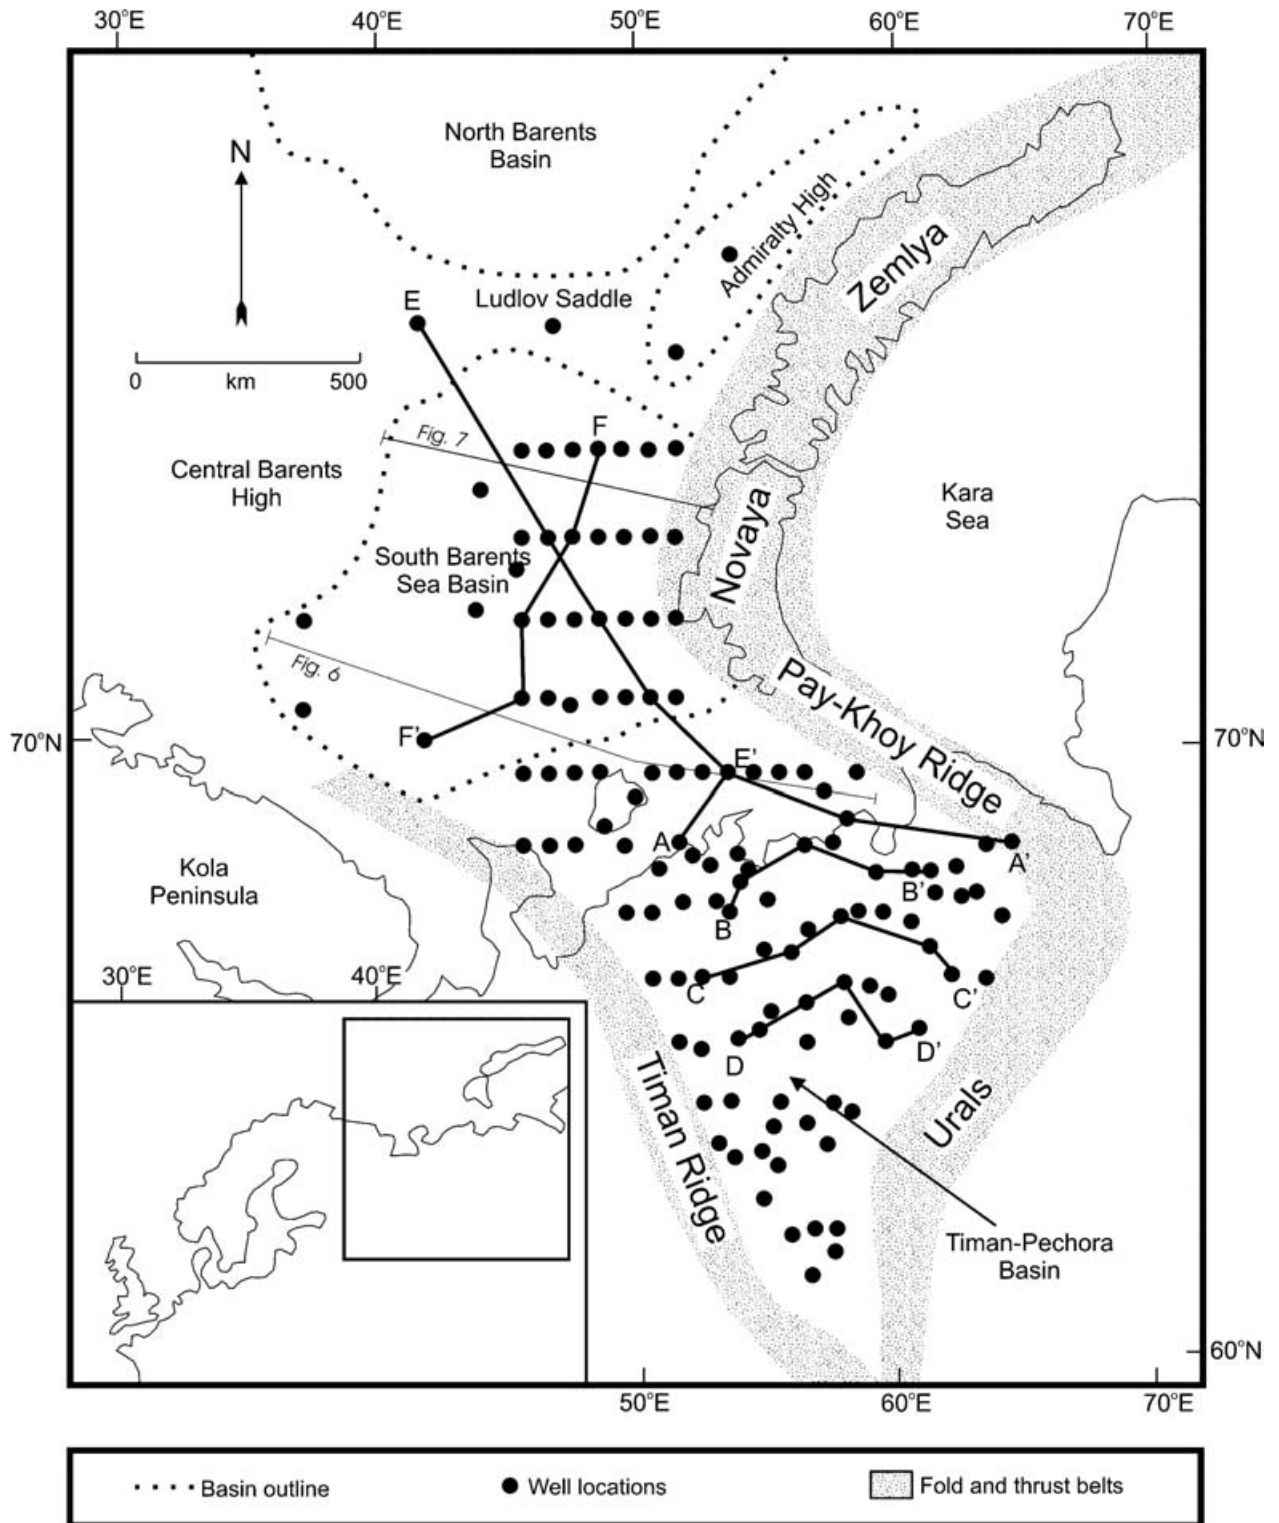 30°E 40°E 50°E 60°E 70°E
North Barents
Basin
N
Admiralty High
Zemlya
E
Ludlov Saddle
0 km 500
F
Fig. 7
Central Barents
High
Kara
Sea
Novaya
South Barents
Sea Basin
Fig. 6
Pay-Khoy Ridge
70°N
F'
E'
70°N
A
A'
Kola
Peninsula
B'
B
30°E 40°E
C
C'
D
D'
Timan Ridge
Urals
Timan-Pechora
Basin
60°N
50°E 60°E 70°E
Basin outline
Well locations
Fold and thrust belts